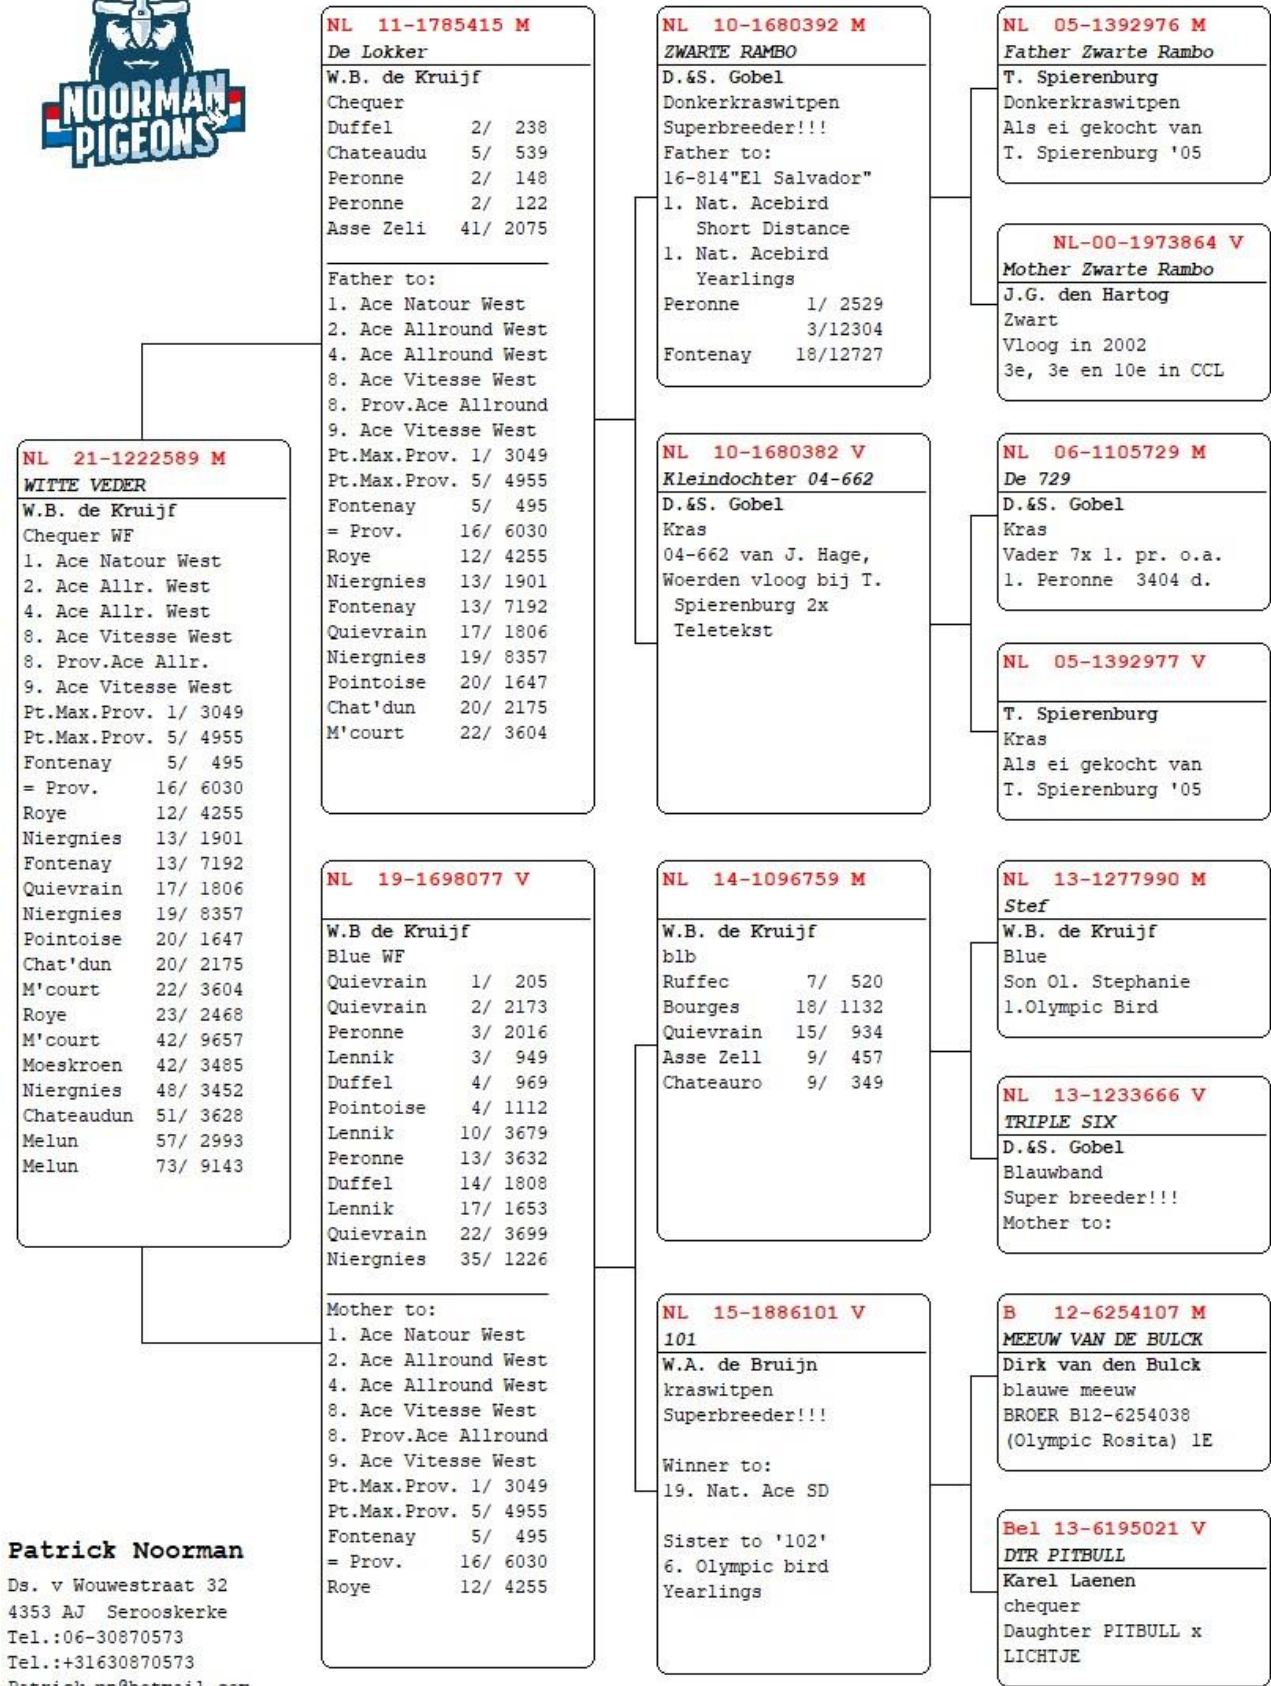 NOORMAN
PIGEONS
NL 21-1222589 M
WITTE VEDER
W.B. de Kruijf
Chequer WF
1. Ace Natour West
2. Ace Allr. West
4. Ace Allr. West
8. Ace Vitesse West
8. Prov.Ace Allr.
9. Ace Vitesse West
Pt.Max.Prov. 1/ 3049
Pt.Max.Prov. 5/ 4955
Fontenay 5/ 495
= Prov. 16/ 6030
Roye 12/ 4255
Niergnies 13/ 1901
Fontenay 13/ 7192
Quievrain 17/ 1806
Niergnies 19/ 8357
Pointoise 20/ 1647
Chat'dun 20/ 2175
M'court 22/ 3604
Roye 23/ 2468
M'court 42/ 9657
Moeskroen 42/ 3485
Niergnies 48/ 3452
Chateaudun 51/ 3628
Melun 57/ 2993
Melun 73/ 9143
Patrick Noorman
Ds. v Wouwestraat 32
4353 AJ Serooskerke
Tel.:06-30870573
Tel.:+31630870573
NL 11-1785415 M
De Lokker
W.B. de Kruijf
Chequer
Duffel 2/ 238
Chateaudu 5/ 539
Peronne 2/ 148
Peronne 2/ 122
Asse Zeli 41/ 2075
Father to:
1. Ace Natour West
2. Ace Allround West
4. Ace Allround West
8. Ace Vitesse West
8. Prov.Ace Allround
9. Ace Vitesse West
Pt.Max.Prov. 1/ 3049
Pt.Max.Prov. 5/ 4955
Fontenay 5/ 495
= Prov. 16/ 6030
Roye 12/ 4255
Niergnies 13/ 1901
Fontenay 13/ 7192
Quievrain 17/ 1806
Niergnies 19/ 8357
Pointoise 20/ 1647
Chat'dun 20/ 2175
M'court 22/ 3604
NL 19-1698077 V
W.B de Kruijf
Blue WF
Quievrain 1/ 205
Quievrain 2/ 2173
Peronne 3/ 2016
Lennik 3/ 949
Duffel 4/ 969
Pointoise 4/ 1112
Lennik 10/ 3679
Peronne 13/ 3632
Duffel 14/ 1808
Lennik 17/ 1653
Quievrain 22/ 3699
Niergnies 35/ 1226
Mother to:
1. Ace Natour West
2. Ace Allround West
4. Ace Allround West
8. Ace Vitesse West
8. Prov.Ace Allround
9. Ace Vitesse West
Pt.Max.Prov. 1/ 3049
Pt.Max.Prov. 5/ 4955
Fontenay 5/ 495
= Prov. 16/ 6030
Roye 12/ 4255
NL 10-1680392 M
ZWARTE RAMBO
D.&S. Gobel
Donkerkraswitpen
Superbreeder!!!
Father to:
16-814"El Salvador"
1. Nat. Acebird
Short Distance
1. Nat. Acebird
Yearlings
Peronne 1/ 2529
3/12304
Fontenay 18/12727
NL 10-1680382 V
Kleindochter 04-662
D.&S. Gobel
Kras
04-662 van J. Hage,
Woerden vloog bij T.
Spierenburg 2x
Teletekst
NL 14-1096759 M
W.B. de Kruijf
blb
Ruffec 7/ 520
Bourges 18/ 1132
Quievrain 15/ 934
Asse Zell 9/ 457
Chateauro 9/ 349
NL 15-1886101 V
101
W.A. de Bruijn
kraswitpen
Superbreeder!!!
Winner to:
19. Nat. Ace SD
Sister to '102'
6. Olympic bird
Yearlings
NL 05-1392976 M
Father Zwarte Rambo
T. Spierenburg
Donkerkraswitpen
Als ei gekocht van
T. Spierenburg '05
NL-00-1973864 V
Mother Zwarte Rambo
J.G. den Hartog
Zwart
Vloog in 2002
3e, 3e en 10e in CCL
NL 06-1105729 M
De 729
D.&S. Gobel
Kras
Vader 7x 1. pr. o.a.
1. Peronne 3404 d.
NL 05-1392977 V
T. Spierenburg
Kras
Als ei gekocht van
T. Spierenburg '05
NL 13-1277990 M
Stef
W.B. de Kruijf
Blue
Son Ol. Stephanie
1.Olympic Bird
NL 13-1233666 V
TRIPLE SIX
D.&S. Gobel
Blauwband
Super breeder!!!
Mother to:
B 12-6254107 M
MEEUW VAN DE BULCK
Dirk van den Bulck
blauwe meeuw
BROER B12-6254038
(Olympic Rosita) 1E
Bel 13-6195021 V
DTR PITBULL
Karel Laenen
chequer
Daughter PITBULL x
LICHTJE